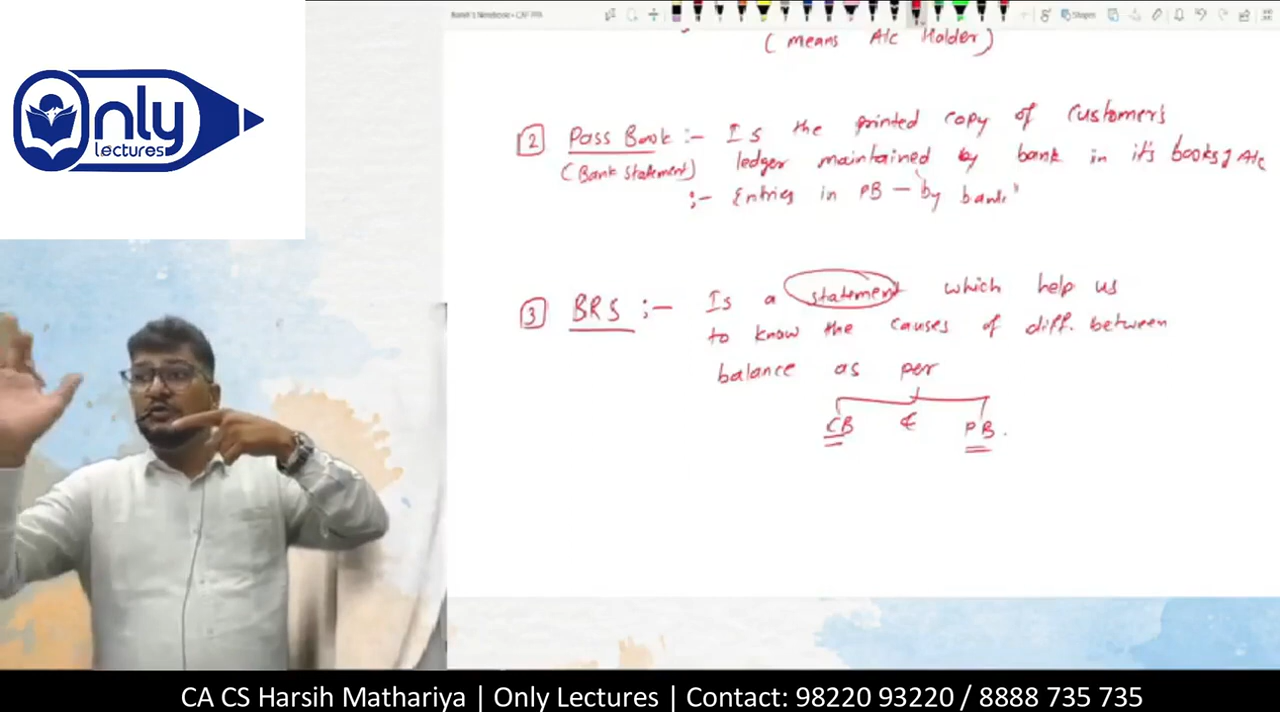 Only
lectures
Shapes
(means A/c Holder)
2 Pass Book :- Is the printed copy of Customer's
(Bank Statement) ledger maintained by bank in it's books
A/c
:- Entries in PB – by bank"
3 BRS :- Is a statement which help us
to know the causes of diff. between
balance as per
CB & PB.
CA CS Harsih Mathariya | Only Lectures | Contact: 98220 93220 / 8888 735 735